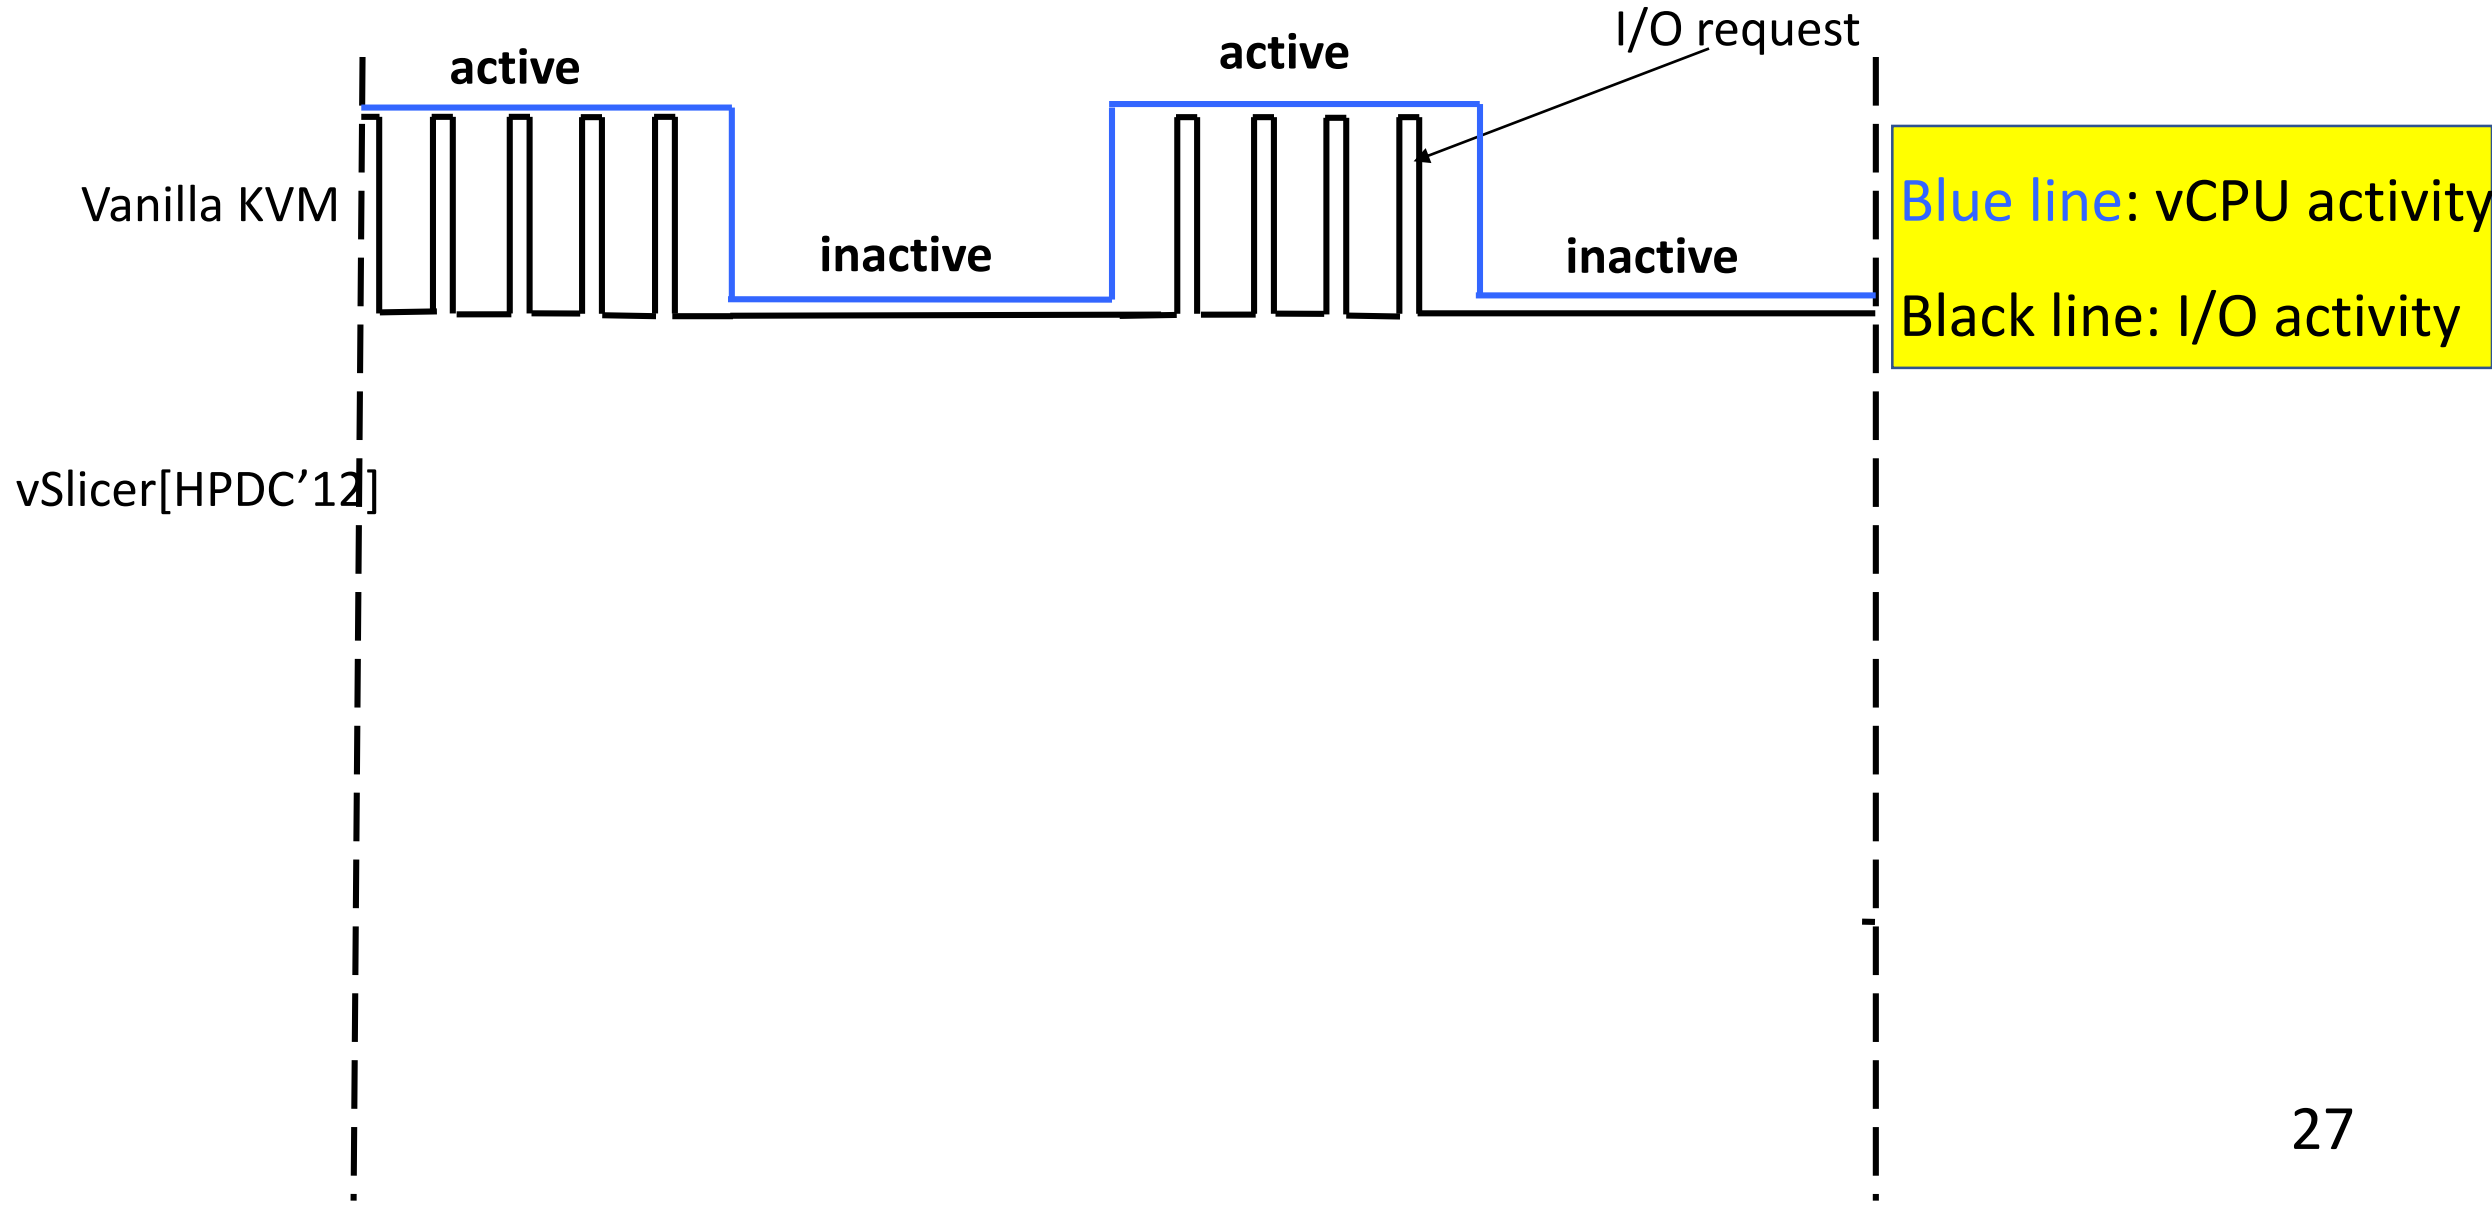 I/O request
active
active
Vanilla KVM
inactive
inactive
Blue line: vCPU activity
Black line: I/O activity
vSlicer[HPDC’12]
27